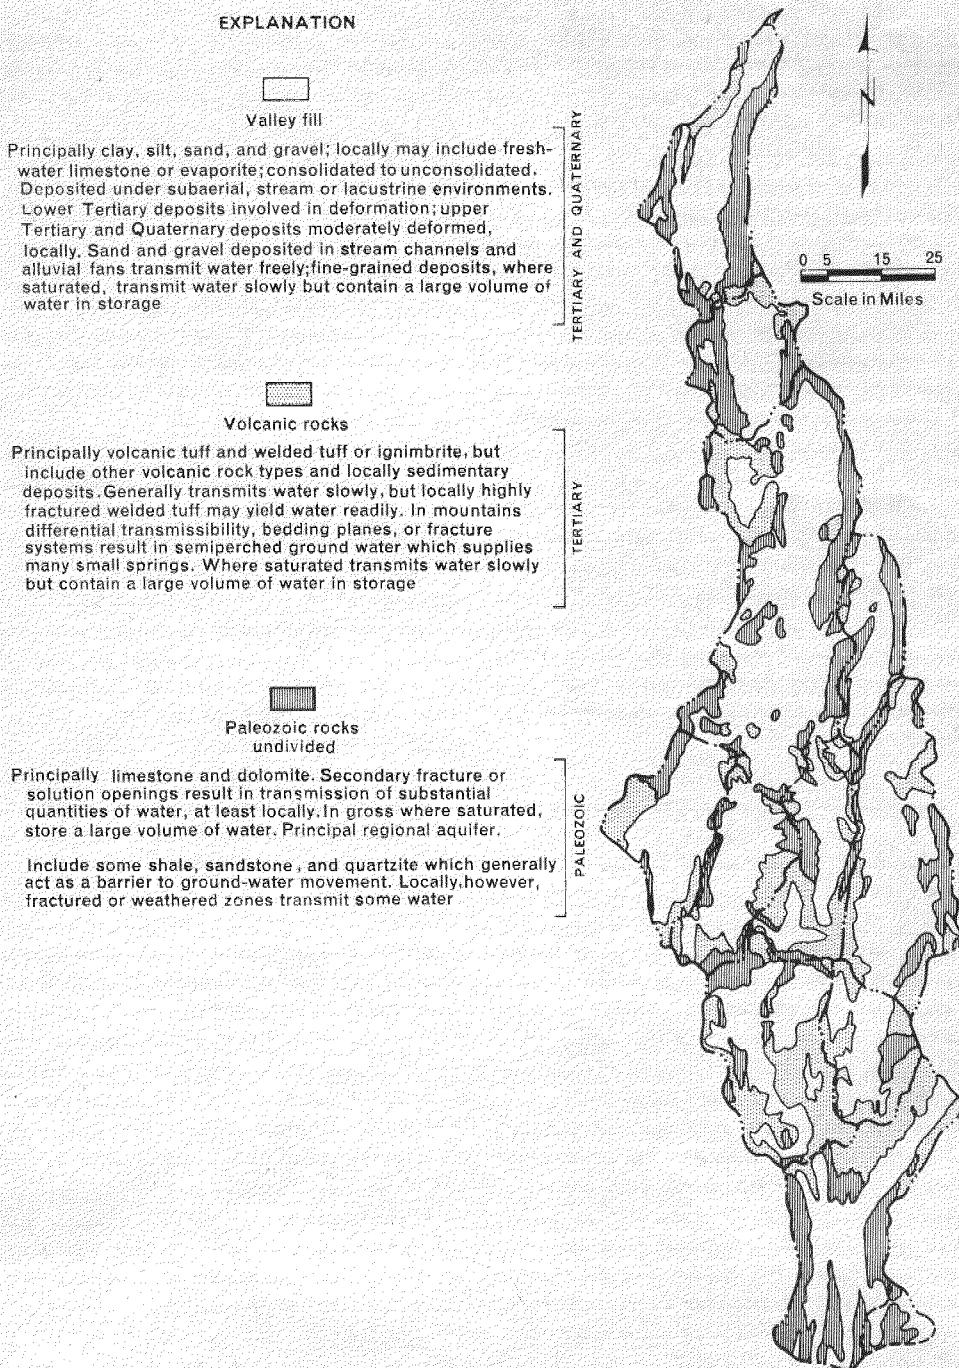 EXPLANATION
Valley fill
Principally clay, silt, sand, and gravel; locally may include fresh-
water limestone or evaporite; consolidated to unconsolidated.
Deposited under subaerial, stream or lacustrine environments.
Lower Tertiary deposits involved in deformation; upper
Tertiary and Quaternary deposits moderately deformed,
locally. Sand and gravel deposited in stream channels and
alluvial fans transmit water freely; fine-grained deposits, where
saturated, transmit water slowly but contain a large volume of
water in storage
TERTIARY AND QUATERNARY
Volcanic rocks
Principally volcanic tuff and welded tuff or ignimbrite, but
include other volcanic rock types and locally sedimentary
deposits. Generally transmits water slowly, but locally highly
fractured welded tuff may yield water readily. In mountains
differential transmissibility, bedding planes, or fracture
systems result in semiperched ground water which supplies
many small springs. Where saturated transmits water slowly
but contain a large volume of water in storage
TERTIARY
Paleozoic rocks
undivided
Principally limestone and dolomite. Secondary fracture or
solution openings result in transmission of substantial
quantities of water, at least locally. In gross where saturated,
store a large volume of water. Principal regional aquifer.
Include some shale, sandstone, and quartzite which generally
act as a barrier to ground-water movement. Locally, however,
fractured or weathered zones transmit some water
PALEOZOIC
N
0 5 15 25
Scale in Miles